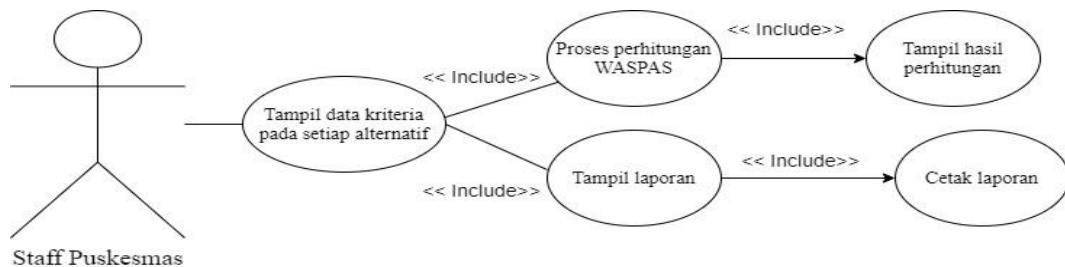 << Include>>
Proses perhitungan
WASPAS
<< Include>>
Tampil hasil
perhitungan
Tampil data kriteria
pada setiap alternatif
<< Include>>
Tampil laporan
<< Include>>
Cetak laporan
Staff Puskesmas